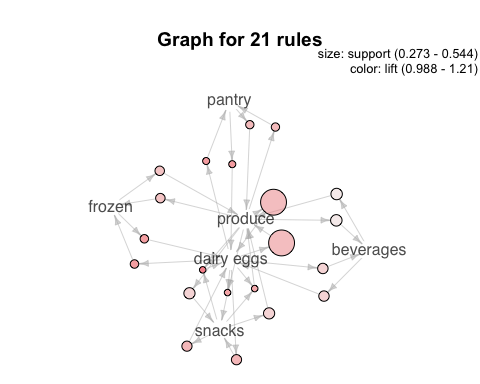 Graph for 21 rules
size: support (0.273 - 0.544)
color: lift (0.988 - 1.21)
pantry
frozen
produce
beverages
dairy eggs
snacks